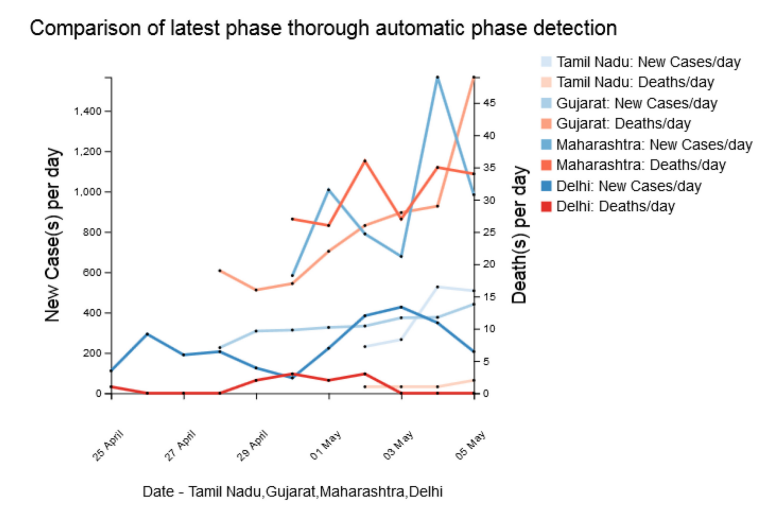 Comparison of latest phase thorough automatic phase detection
Tamil Nadu: New Cases/day
Tamil Nadu: Deaths/day
Gujarat: New Cases/day
Gujarat: Deaths/day
Maharashtra: New Cases/day
Maharashtra: Deaths/day
Delhi: New Cases/day
Delhi: Deaths/day
New Case(s) per day
1,400
1,200
1,000
800
600
400
200
0
Death(s) per day
45
40
35
30
25
20
15
10
5
0
25 April
27 April
29 April
01 May
03 May
05 May
Date - Tamil Nadu,Gujarat,Maharashtra,Delhi